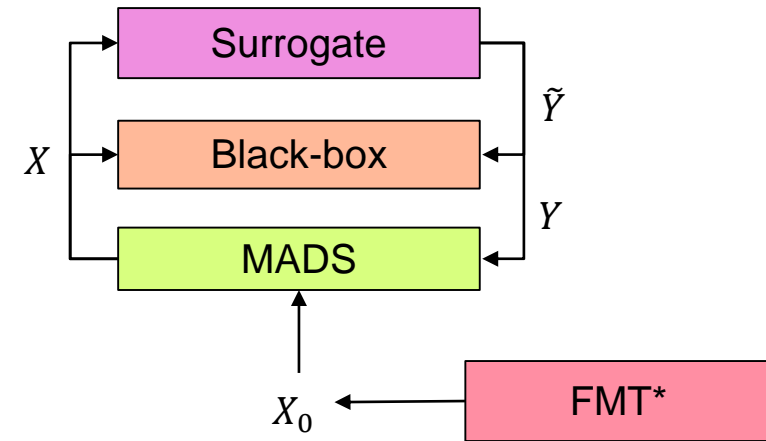 Surrogate
Ỹ
Black-box
X
Y
MADS
X₀
FMT*